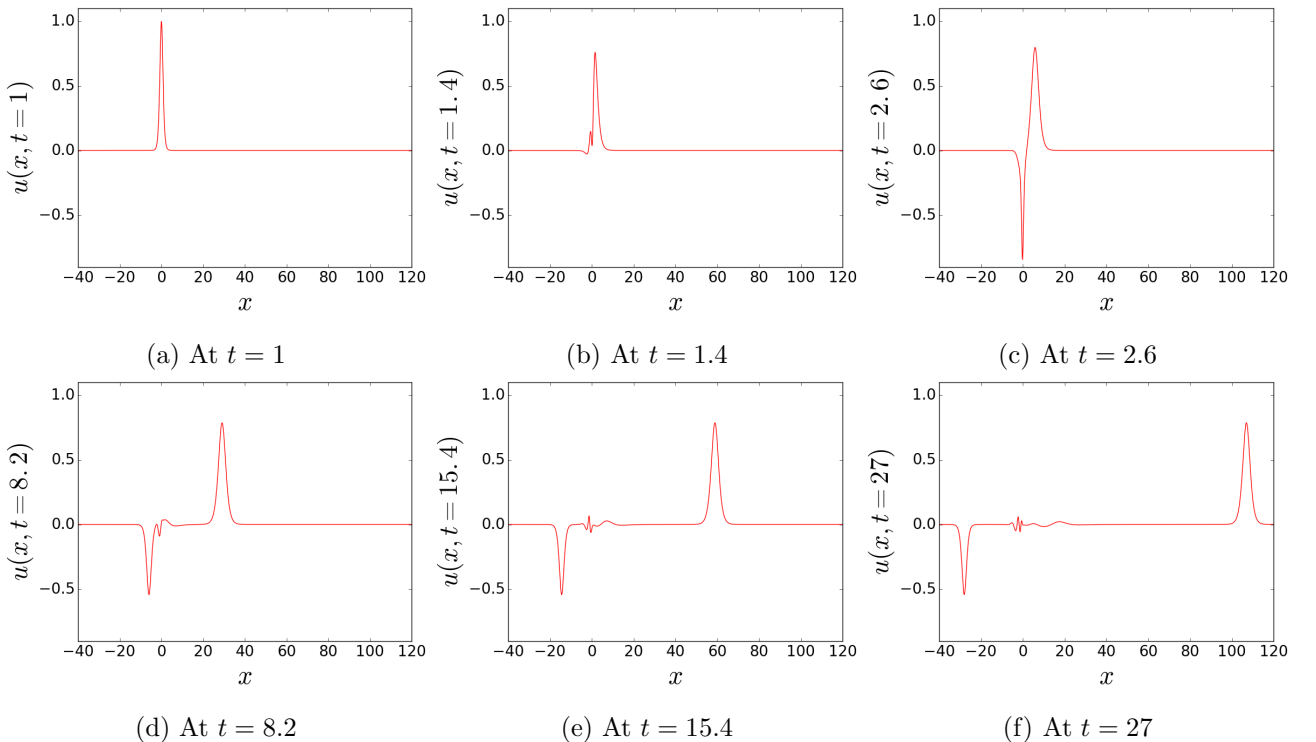 u(x, t = 1)
1.0
0.5
0.0
−0.5
−40 −20 0 20 40 60 80 100 120
x
(a) At t = 1
u(x, t = 1. 4)
1.0
0.5
0.0
−0.5
−40 −20 0 20 40 60 80 100 120
x
(b) At t = 1.4
u(x, t = 2. 6)
1.0
0.5
0.0
−0.5
−40 −20 0 20 40 60 80 100 120
x
(c) At t = 2.6
u(x, t = 8. 2)
1.0
0.5
0.0
−0.5
−40 −20 0 20 40 60 80 100 120
x
(d) At t = 8.2
u(x, t = 15. 4)
1.0
0.5
0.0
−0.5
−40 −20 0 20 40 60 80 100 120
x
(e) At t = 15.4
u(x, t = 27)
1.0
0.5
0.0
−0.5
−40 −20 0 20 40 60 80 100 120
x
(f) At t = 27